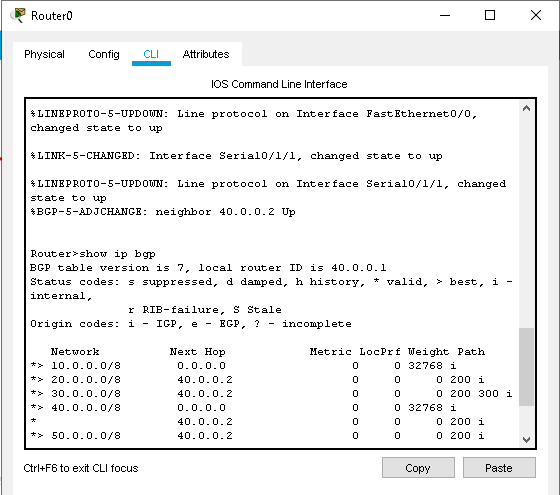 Router0
Physical Config CLI Attributes
IOS Command Line Interface
%LINEPROTO-5-UPDOWN: Line protocol on Interface FastEthernet0/0,
changed state to up
%LINK-5-CHANGED: Interface Serial0/1/1, changed state to up
%LINEPROTO-5-UPDOWN: Line protocol on Interface Serial0/1/1, changed
state to up
%BGP-5-ADJCHANGE: neighbor 40.0.0.2 Up
Router>show ip bgp
BGP table version is 7, local router ID is 40.0.0.1
Status codes: s suppressed, d damped, h history, * valid, > best, i -
internal,
r RIB-failure, S Stale
Origin codes: i - IGP, e - EGP, ? - incomplete
Network Next Hop Metric LocPrf Weight Path
*> 10.0.0.0/8 0.0.0.0 0 0 32768 i
*> 20.0.0.0/8 40.0.0.2 0 0 0 200 i
*> 30.0.0.0/8 40.0.0.2 0 0 0 200 300 i
*> 40.0.0.0/8 0.0.0.0 0 0 32768 i
* 40.0.0.2 0 0 0 200 i
*> 50.0.0.0/8 40.0.0.2 0 0 0 200 i
Ctrl+F6 to exit CLI focus
Copy Paste